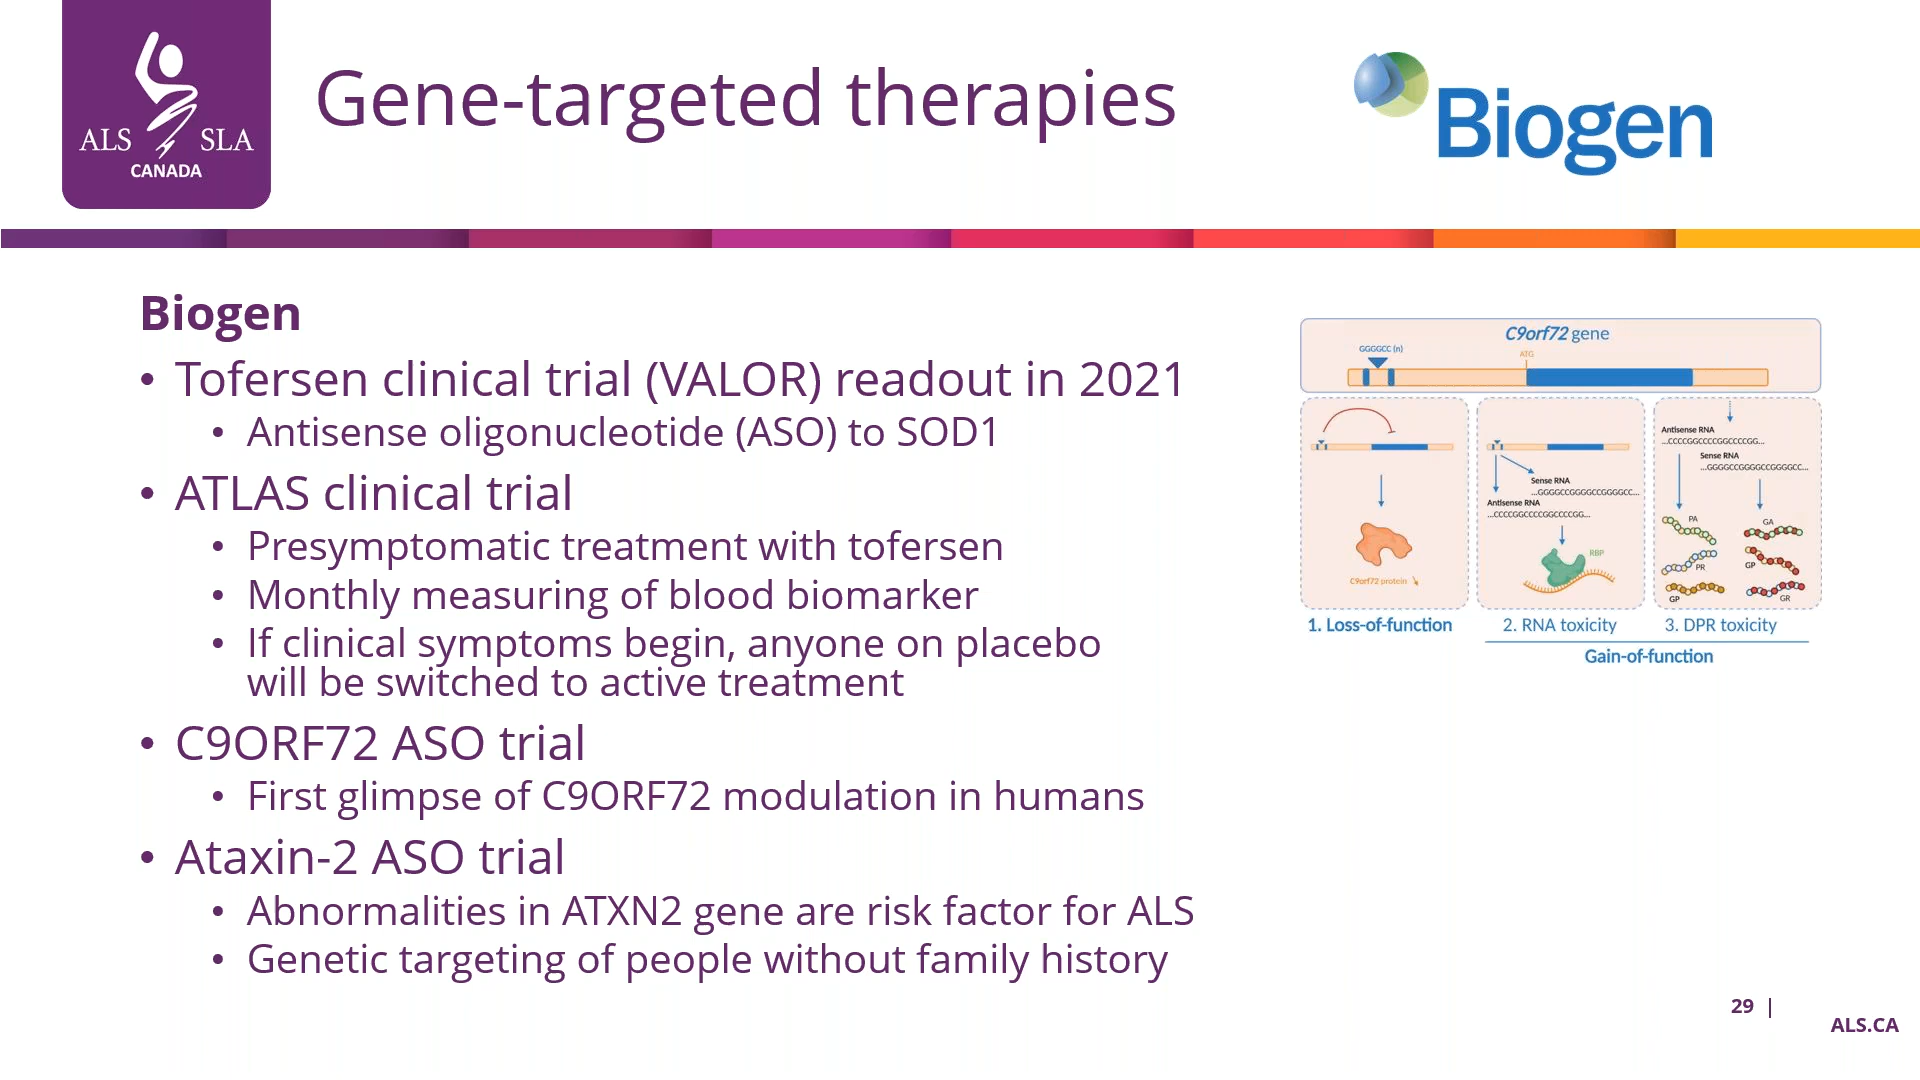 ALS SLA
CANADA
Gene-targeted therapies
Biogen
Biogen
• Tofersen clinical trial (VALOR) readout in 2021
• Antisense oligonucleotide (ASO) to SOD1
• ATLAS clinical trial
• Presymptomatic treatment with tofersen
• Monthly measuring of blood biomarker
• If clinical symptoms begin, anyone on placebo
will be switched to active treatment
• C9ORF72 ASO trial
• First glimpse of C9ORF72 modulation in humans
• Ataxin-2 ASO trial
• Abnormalities in ATXN2 gene are risk factor for ALS
• Genetic targeting of people without family history
C9orf72 gene
GGGGCC (n)
ATG
C9orf72 protein
1. Loss-of-function
Sense RNA
...GGGGCCGGGGCCGGGGCC...
Antisense RNA
...CCCCGGCCCCGGCCCCGG...
RBP
2. RNA toxicity
Antisense RNA
...CCCCGGCCCCGGCCCCGG...
Sense RNA
...GGGGCCGGGGCCGGGGCC...
PA
GA
PR
GP
GP
GR
3. DPR toxicity
Gain-of-function
29 |
ALS.CA